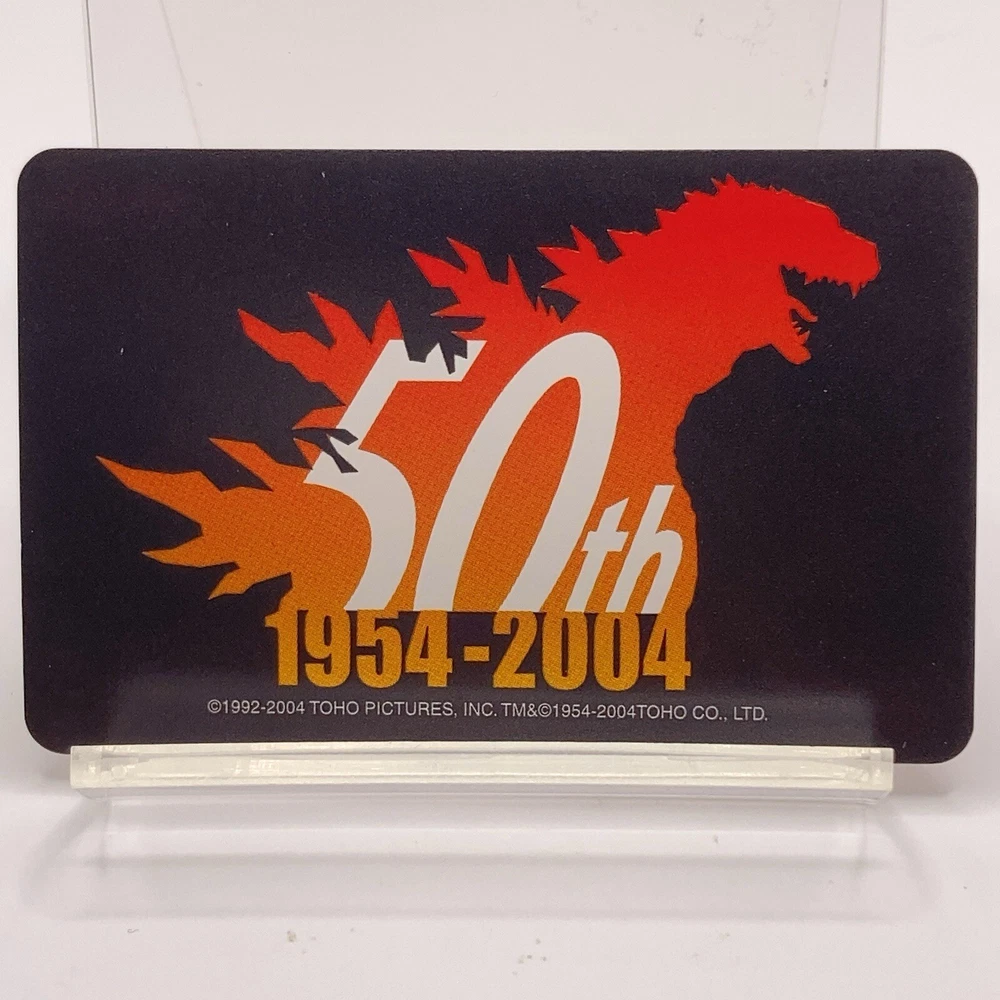 50th
1954-2004
©1992-2004 TOHO PICTURES, INC. TM&©1954-2004TOHO CO., LTD.